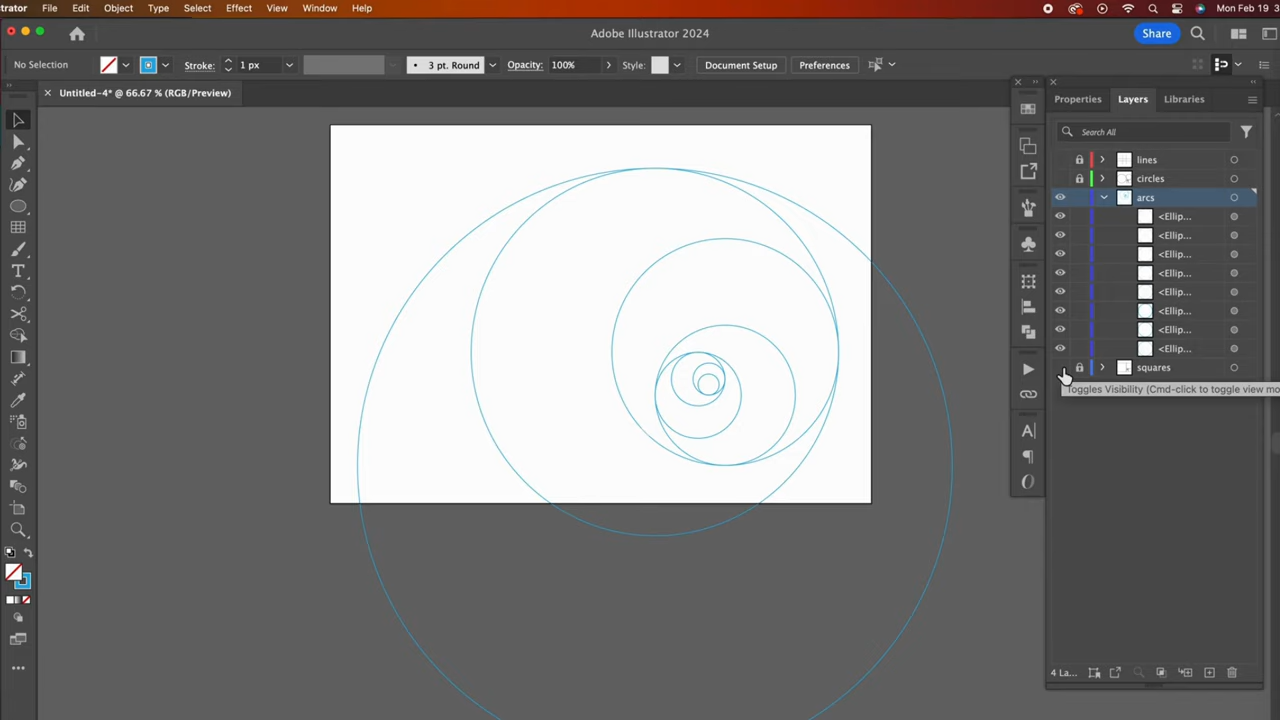 trator File Edit Object Type Select Effect View Window Help Mon Feb 19 3
Adobe Illustrator 2024 Share
No Selection Stroke: 1 px 3 pt. Round Opacity: 100% Style: Document Setup Preferences
Untitled-4* @ 66.67 % (RGB/Preview)
Properties Layers Libraries
Search All
lines
circles
arcs
<Ellip...
<Ellip...
<Ellip...
<Ellip...
<Ellip...
<Ellip...
<Ellip...
<Ellip...
squares
Toggles Visibility (Cmd-click to toggle view mo
4 La...